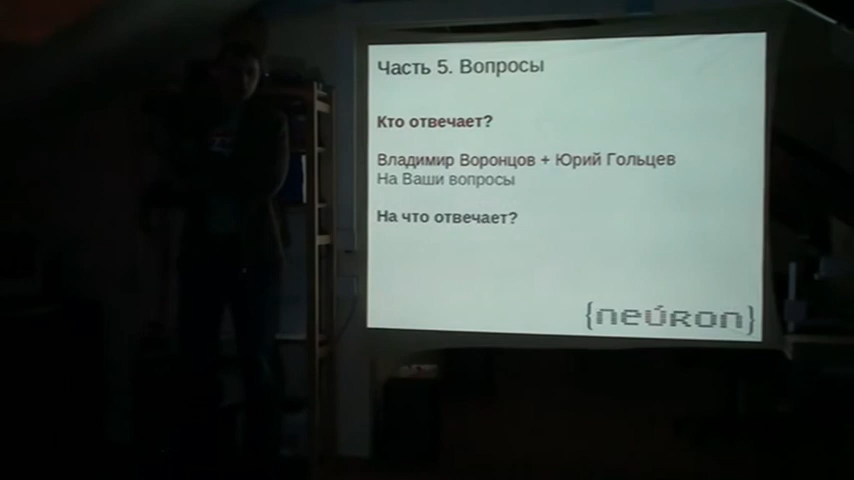 Часть 5. Вопросы
Кто отвечает?
Владимир Воронцов + Юрий Гольцев
На Ваши вопросы
На что отвечает?
{neúron}